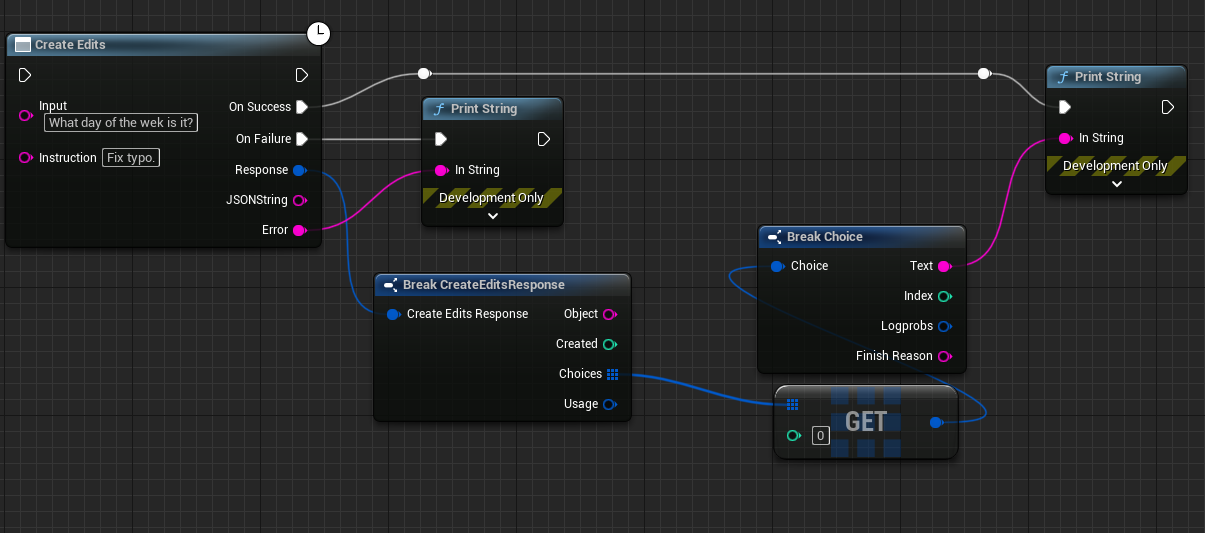 Create Edits
Input
What day of the wek is it?
On Success
On Failure
Instruction
Fix typo.
Response
JSONString
Error
Print String
In String
Development Only
Break CreateEditsResponse
Create Edits Response
Object
Created
Choices
Usage
Break Choice
Choice
Text
Index
Logprobs
Finish Reason
GET
0
Print String
In String
Development Only